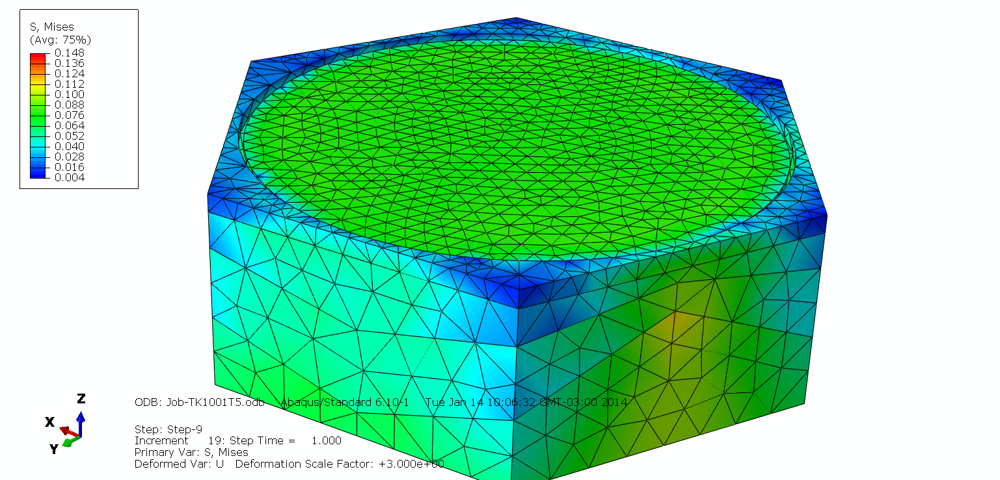 S, Mises
(Avg: 75%)
0.148
0.136
0.124
0.112
0.100
0.088
0.076
0.064
0.052
0.040
0.028
0.016
0.004
Z
X
Y
ODB: Job-TK1001T5.odb Abaqus/Standard 6.10-1 Tue Jan 14 10:06:32 GMT-03:00 2014
Step: Step-9
Increment 19: Step Time = 1.000
Primary Var: S, Mises
Deformed Var: U Deformation Scale Factor: +3.000e+00